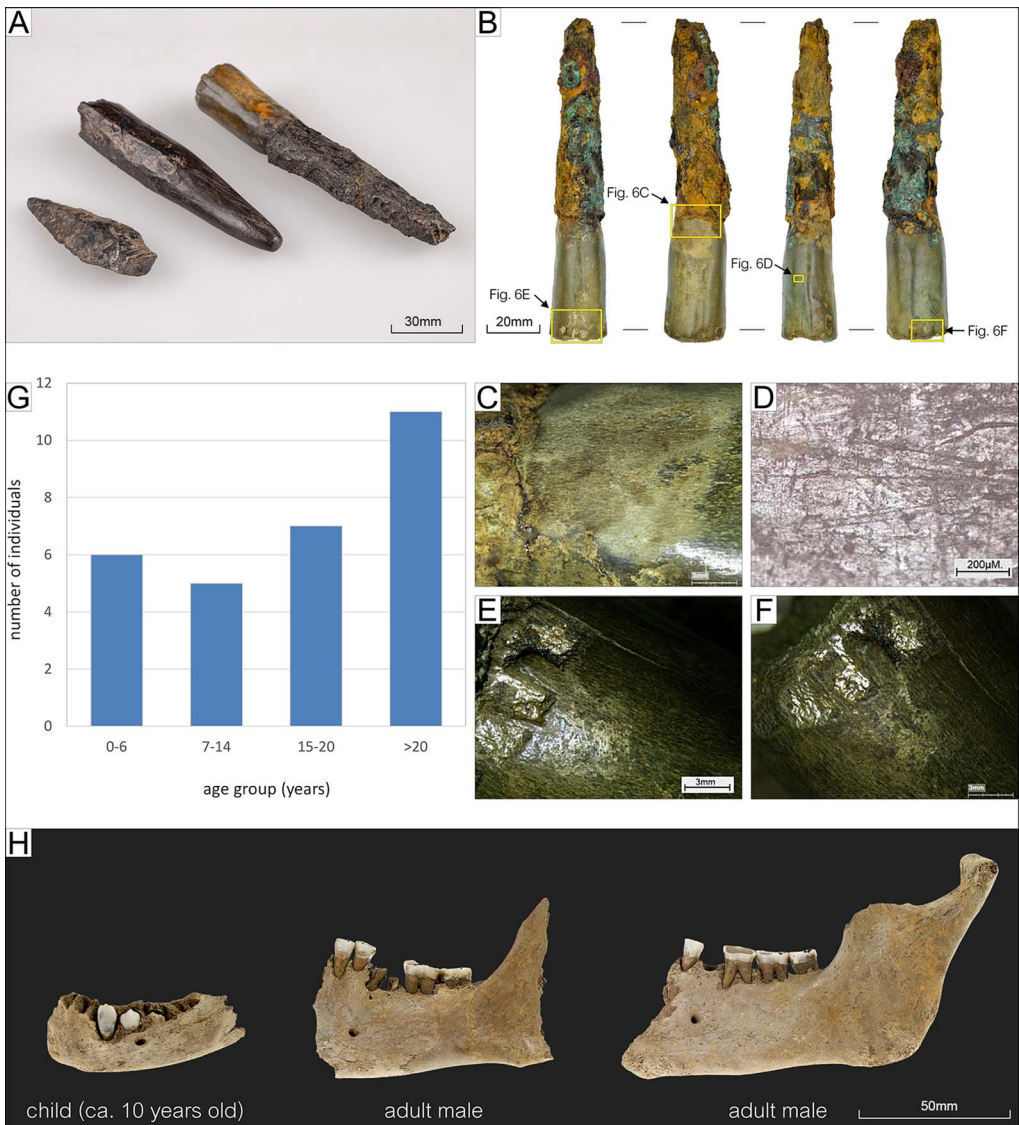 A
30mm
B
Fig. 6C
Fig. 6D
Fig. 6E
20mm
Fig. 6F
G
12
10
8
6
4
2
0
number of individuals
0-6
7-14
15-20
>20
age group (years)
C
3mm
D
200µM.
E
3mm
F
3mm
H
child (ca. 10 years old)
adult male
adult male
50mm